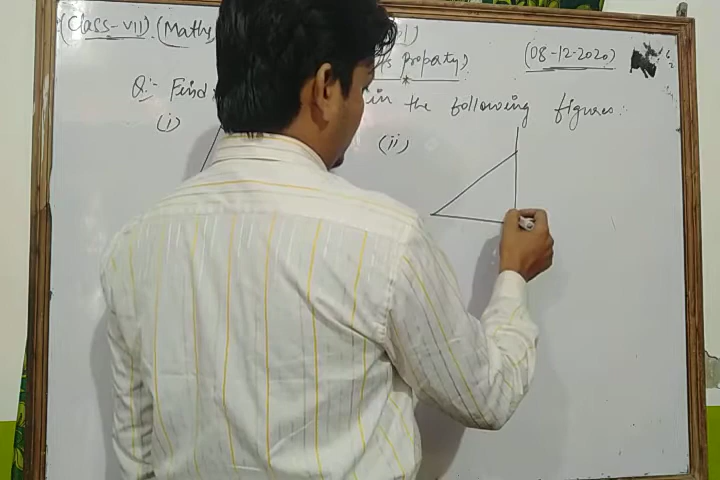 (Class-VII) (Maths
(08-12-2020)
Property)
Q:- Find in the following figures:
(i) (ii)